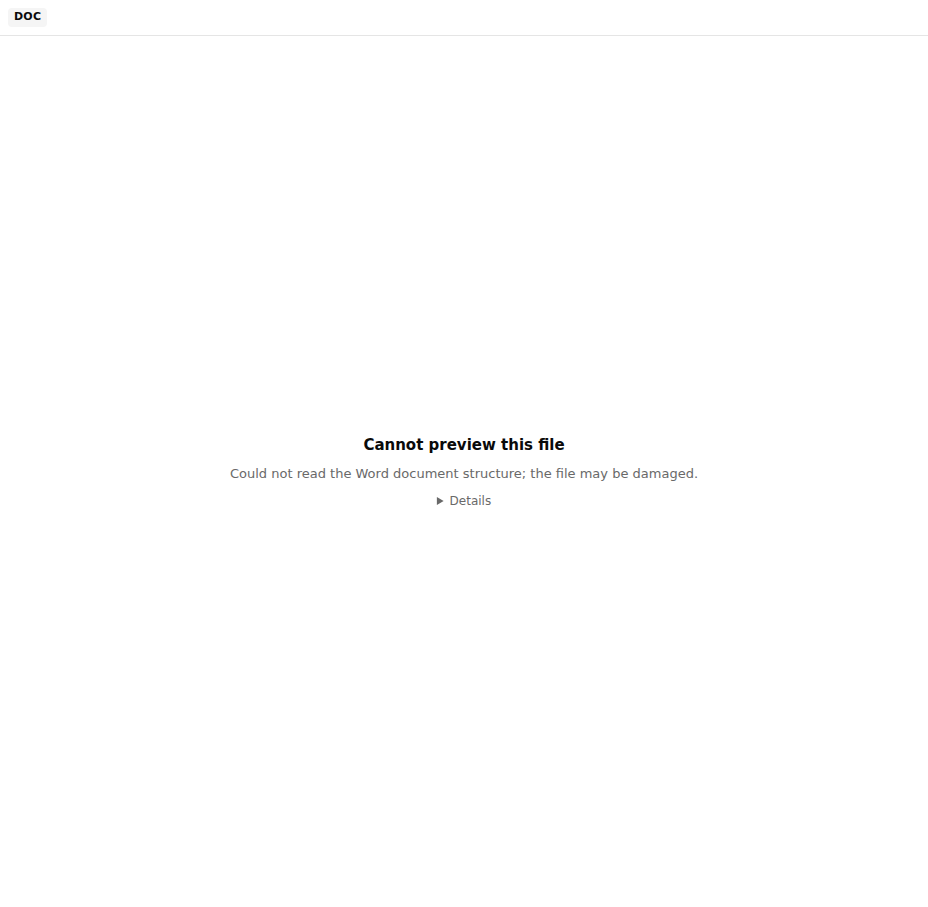 DOC
Cannot preview this file
Could not read the Word document structure; the file may be damaged.
Details